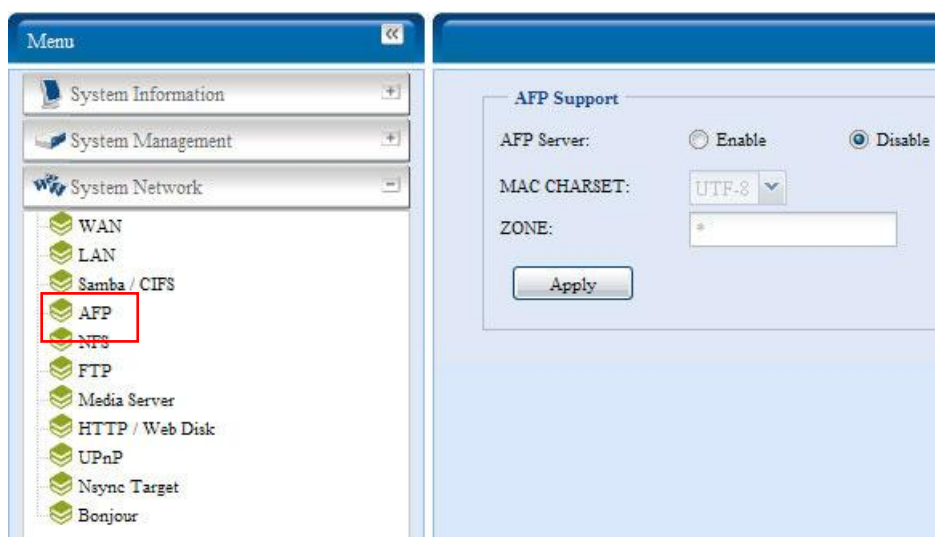 Menu
System Information
System Management
System Network
WAN
LAN
Samba / CIFS
AFP
NFS
FTP
Media Server
HTTP / Web Disk
UPnP
Nsync Target
Bonjour
AFP Support
AFP Server: Enable Disable
MAC CHARSET: UTF-8
ZONE: *
Apply